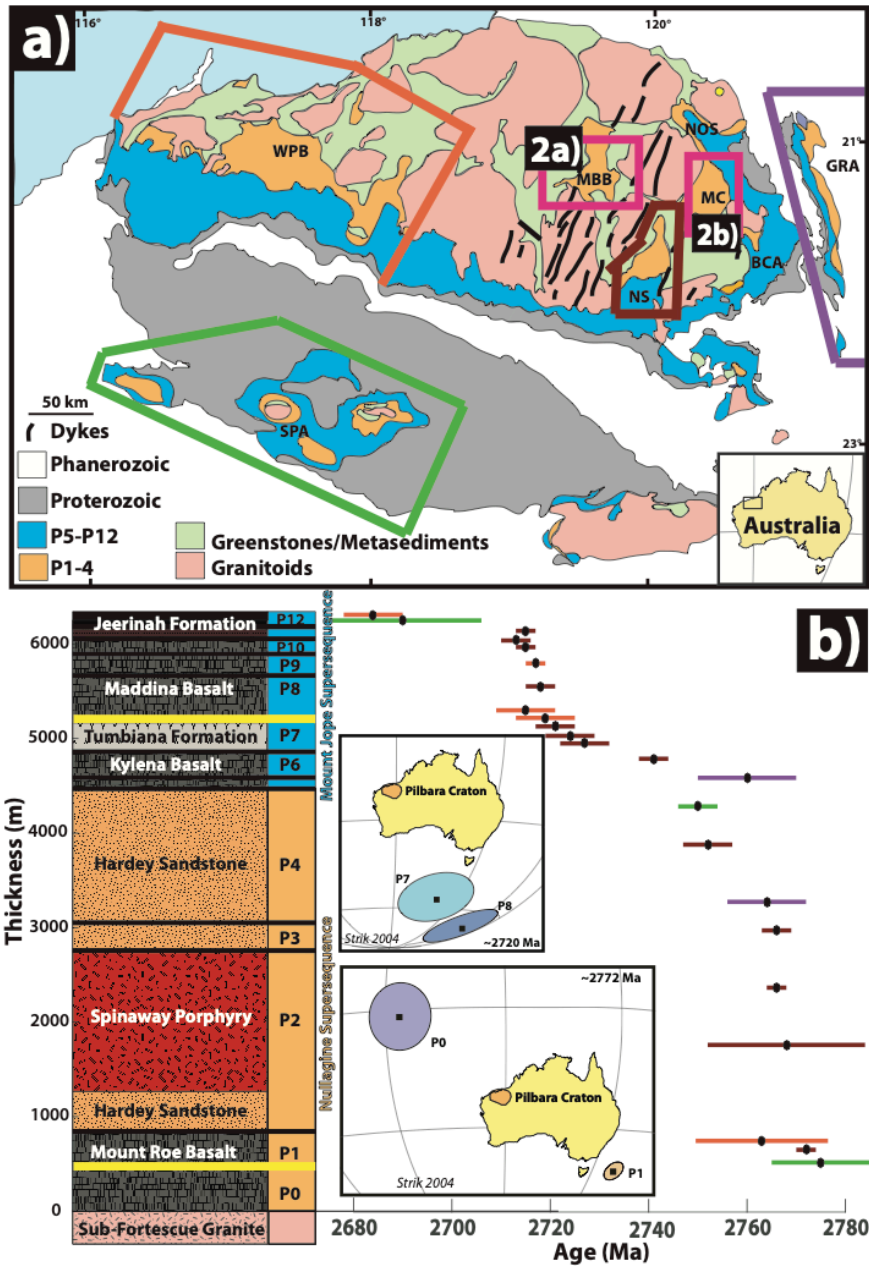 116°
118°
120°
a)
WPB
2a)
MBB
NOS
21°
GRA
MC
2b)
BCA
NS
50 km
Dykes
SPA
23°
Phanerozoic
Proterozoic
P5-P12
P1-4
Greenstones/Metasediments
Granitoids
Australia
b)
Thickness (m)
6000
5000
4000
3000
2000
1000
0
Jeerinah Formation
P12
P10
P9
Maddina Basalt
P8
Tumbiana Formation
P7
Kylena Basalt
P6
Hardey Sandstone
P4
P3
Spinaway Porphyry
P2
Hardey Sandstone
Mount Roe Basalt
P1
P0
Sub-Fortescue Granite
Mount Jope Supersequence
Nullagine Supersequence
Pilbara Craton
P7
P8
Strik 2004
~2720 Ma
~2772 Ma
P0
Pilbara Craton
P1
Strik 2004
2680
2700
2720
2740
2760
2780
Age (Ma)